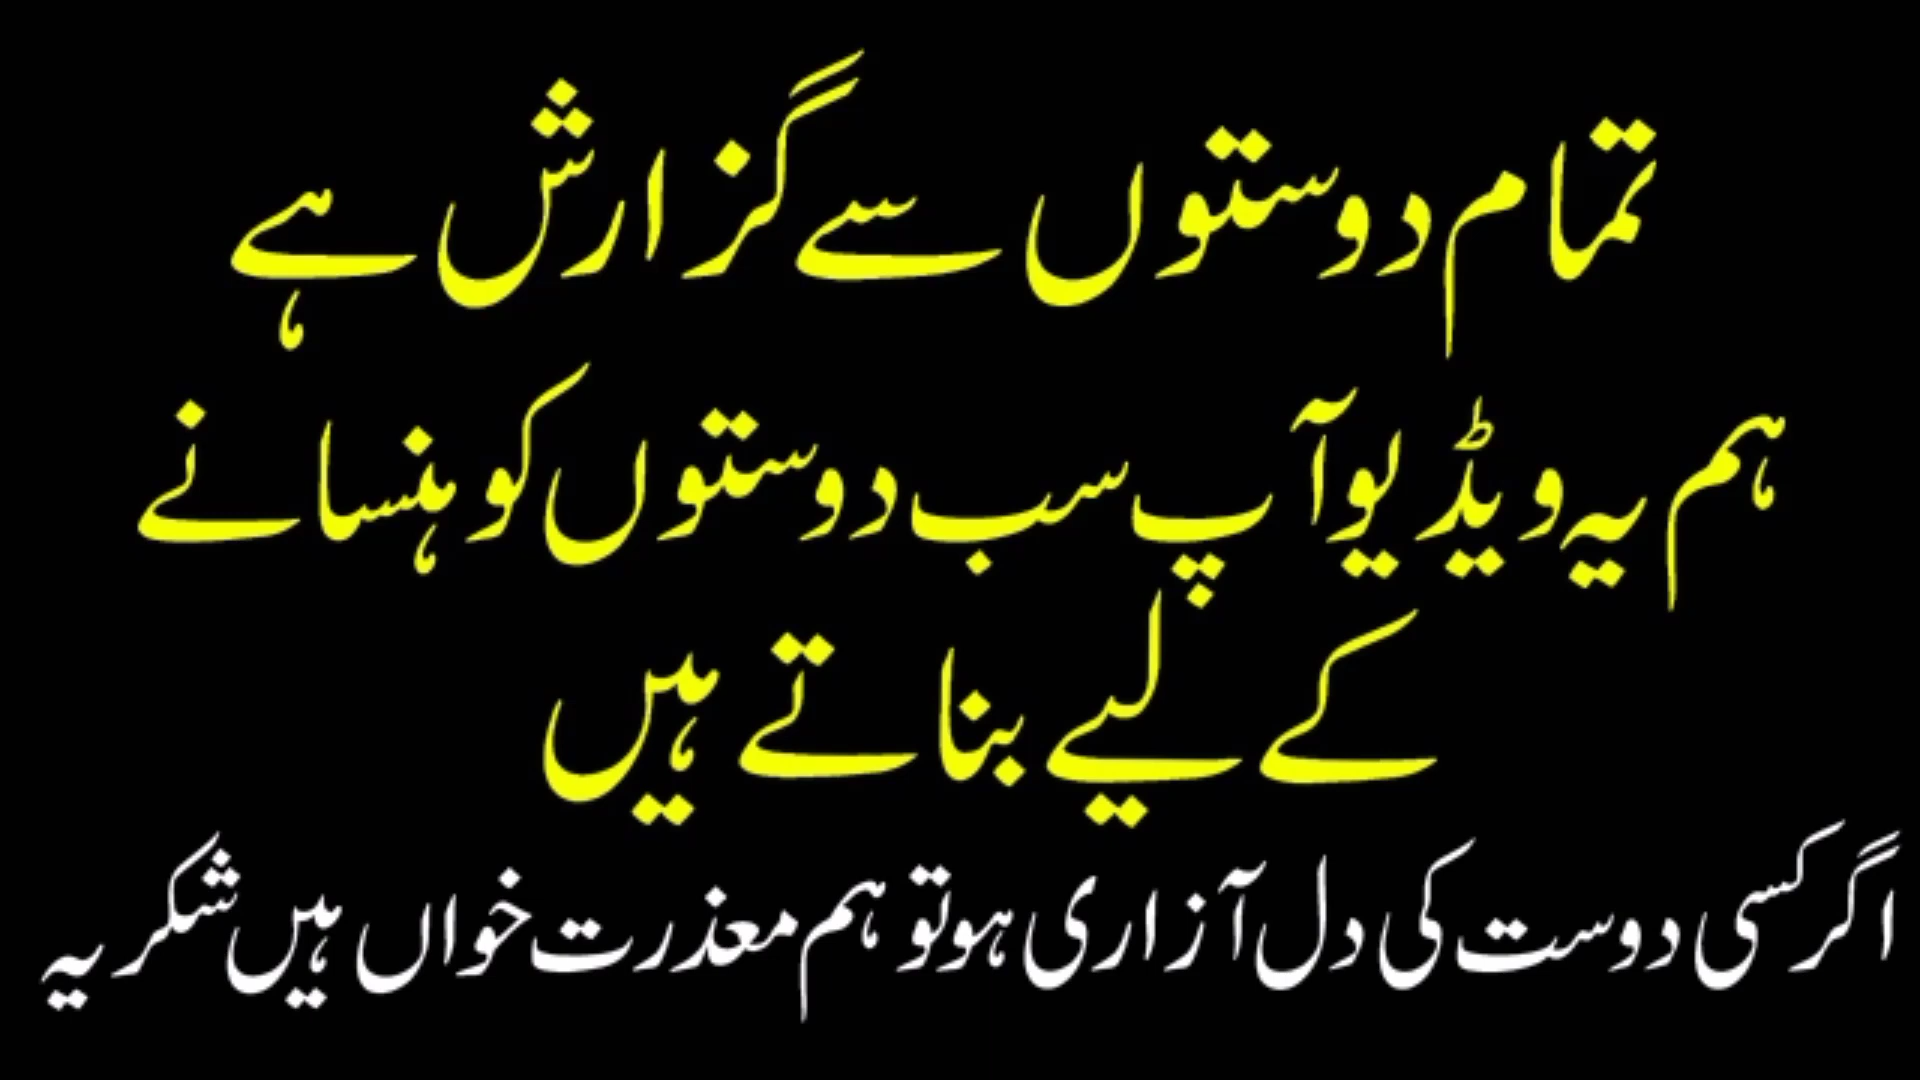 تمام دوستوں سے گزارش ہے
ہم یہ ویڈیو آپ سب دوستوں کو ہنسانے
کے لیے بناتے ہیں
اگر کسی دوست کی دل آزاری ہو تو ہم معذرت خواں ہیں شکریہ